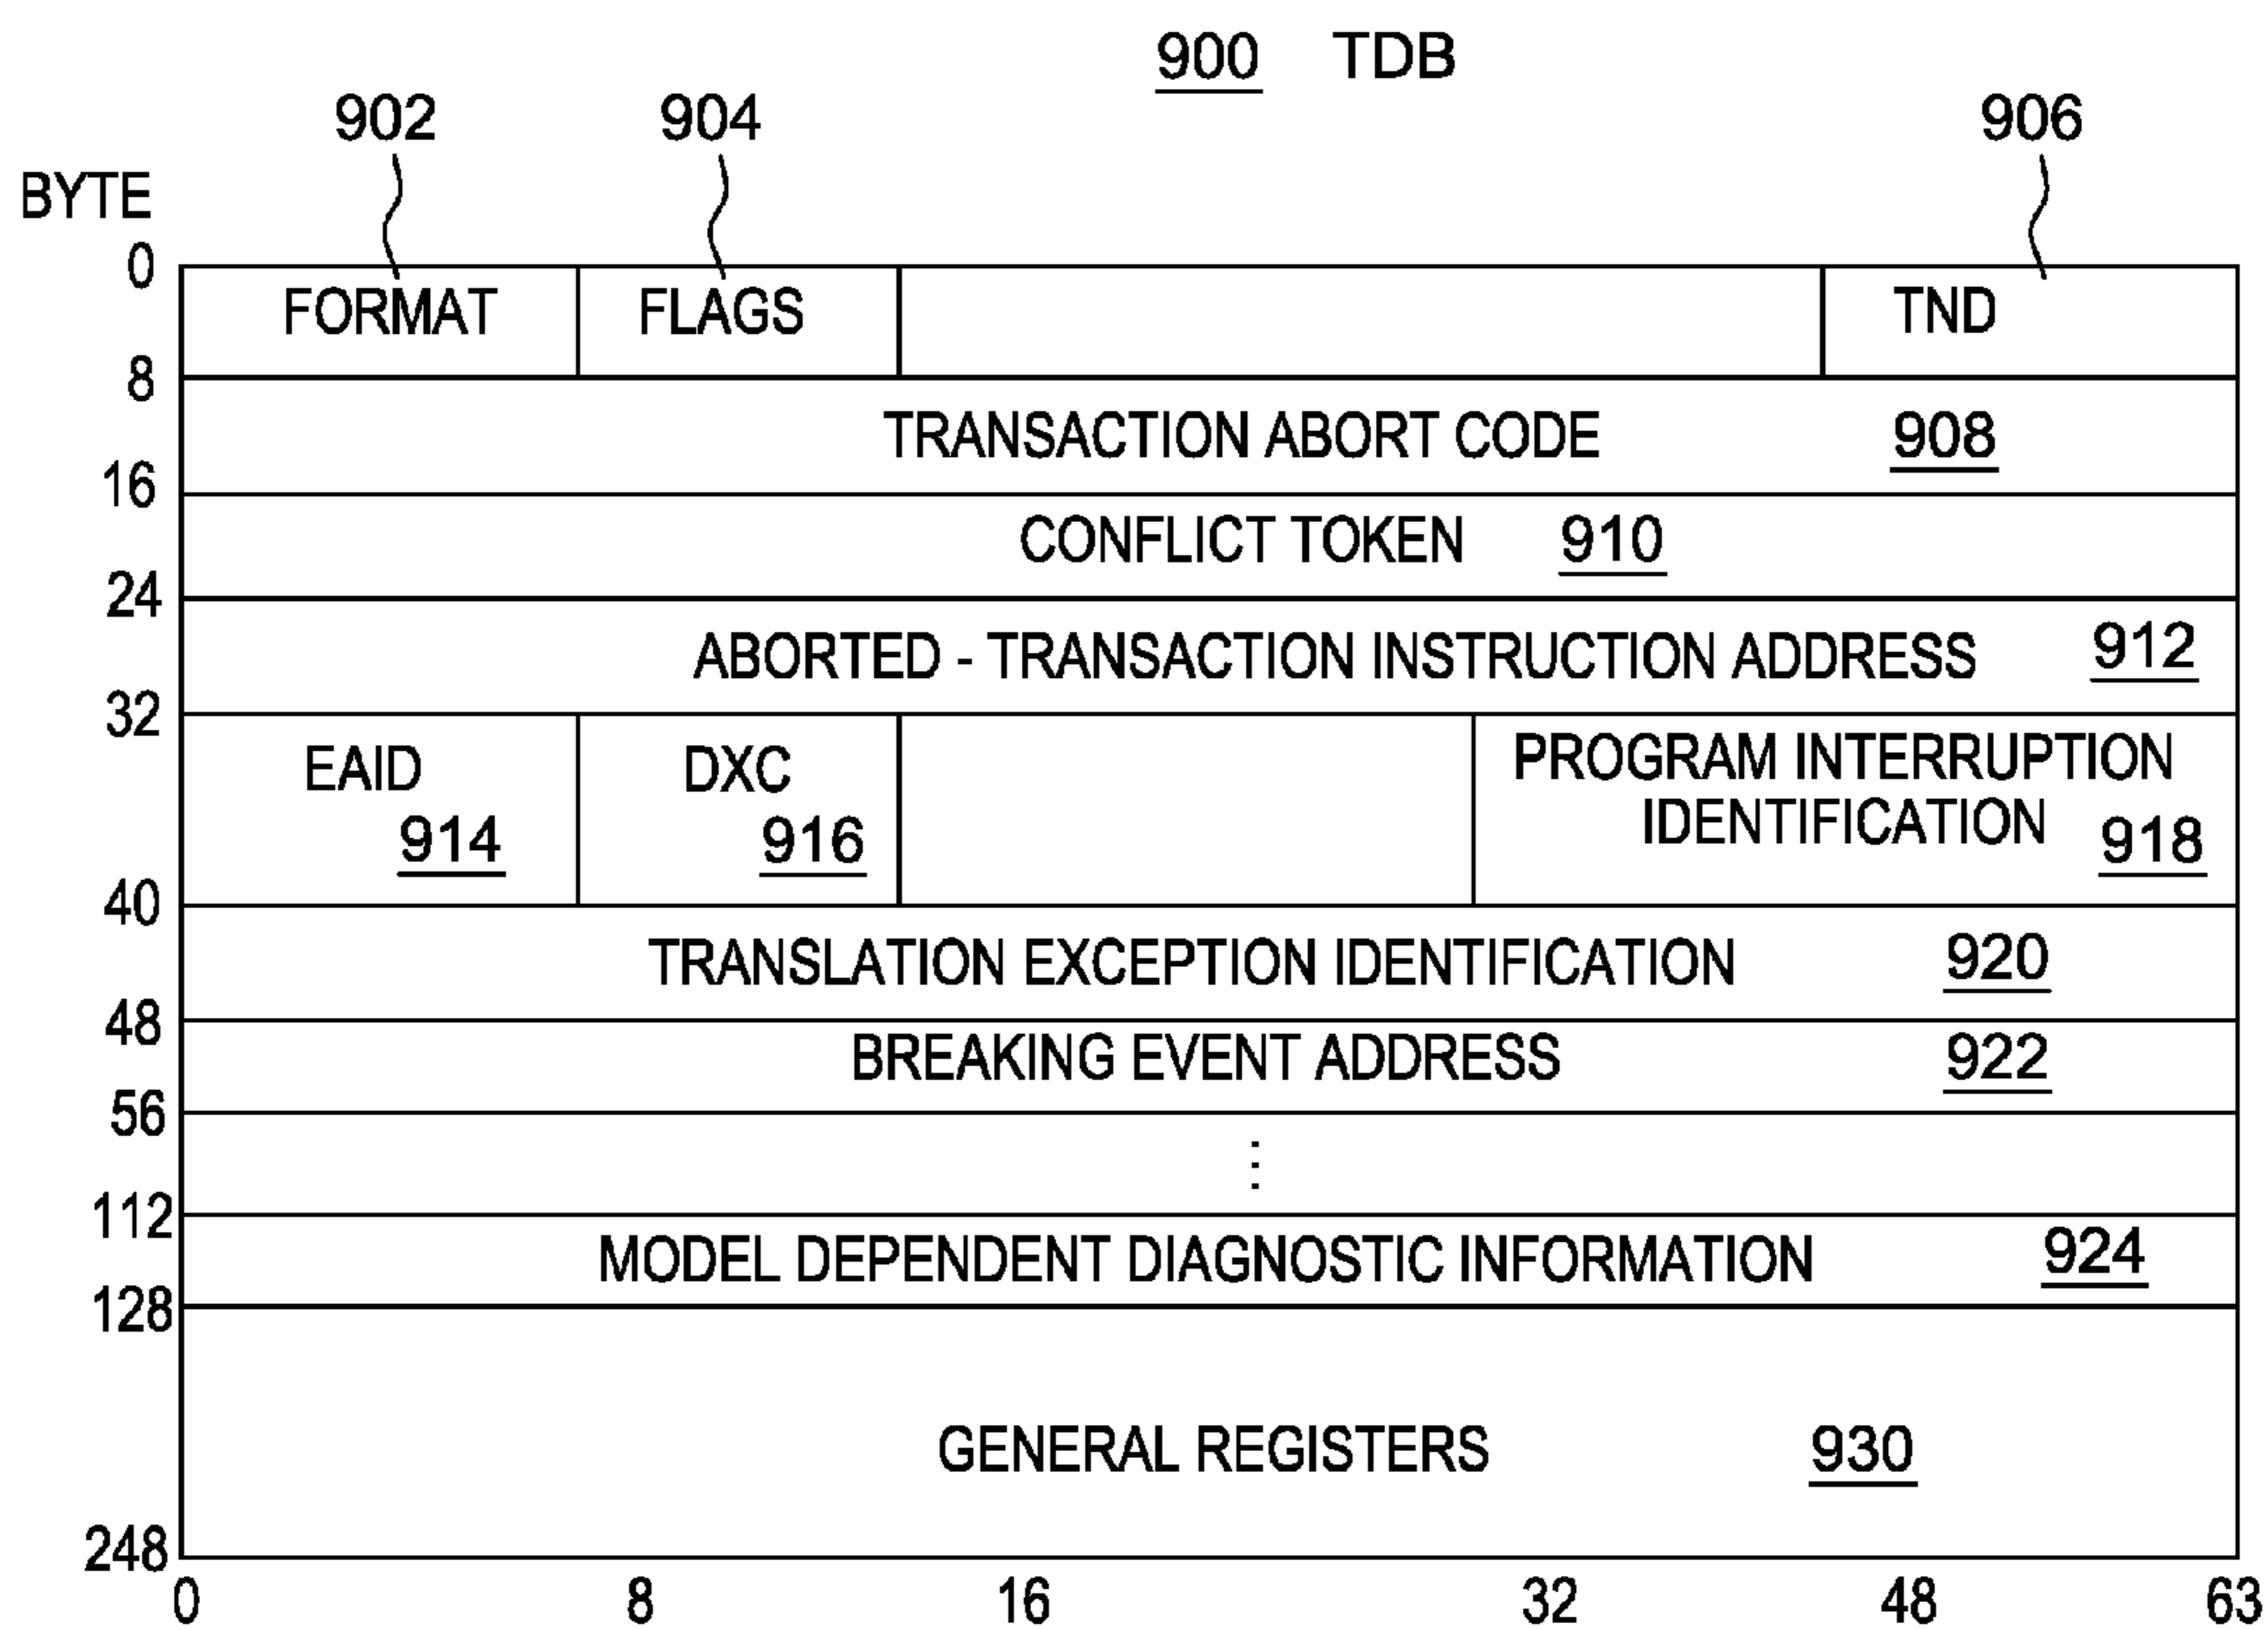 900 TDB
902 904 906
BYTE
0
FORMAT FLAGS TND
8
TRANSACTION ABORT CODE 908
16
CONFLICT TOKEN 910
24
ABORTED - TRANSACTION INSTRUCTION ADDRESS 912
32
EAID 914
DXC 916
PROGRAM INTERRUPTION
IDENTIFICATION 918
40
TRANSLATION EXCEPTION IDENTIFICATION 920
48
BREAKING EVENT ADDRESS 922
56
⋮
112
MODEL DEPENDENT DIAGNOSTIC INFORMATION 924
128
GENERAL REGISTERS 930
248
0 8 16 32 48 63